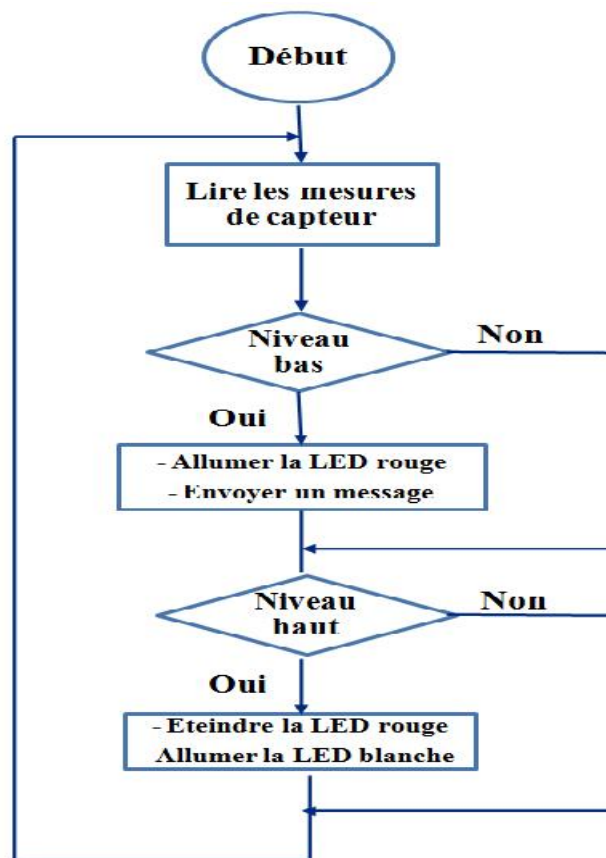 Début
Lire les mesures
de capteur
Niveau
bas
Non
Oui
- Allumer la LED rouge
- Envoyer un message
Niveau
haut
Non
Oui
- Eteindre la LED rouge
Allumer la LED blanche